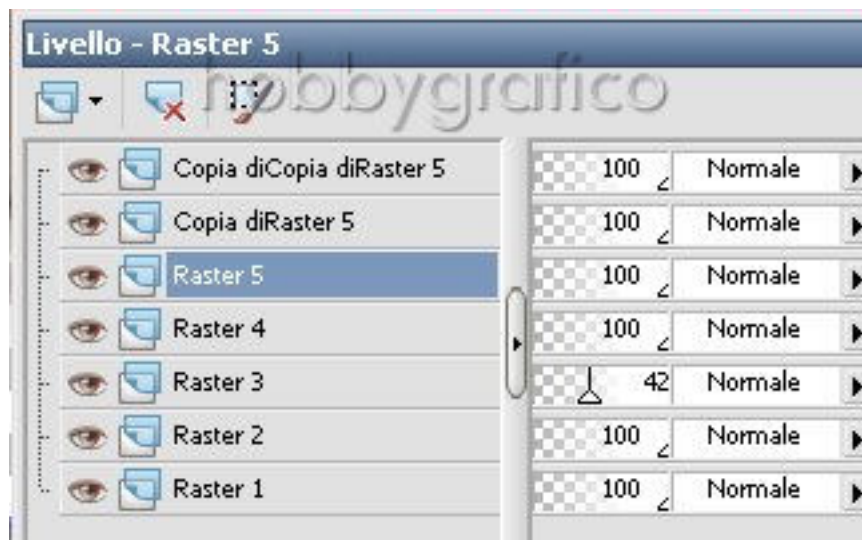 Livello - Raster 5
hobbygrafico
Copia diCopia diRaster 5 100 Normale
Copia diRaster 5 100 Normale
Raster 5 100 Normale
Raster 4 100 Normale
Raster 3 42 Normale
Raster 2 100 Normale
Raster 1 100 Normale